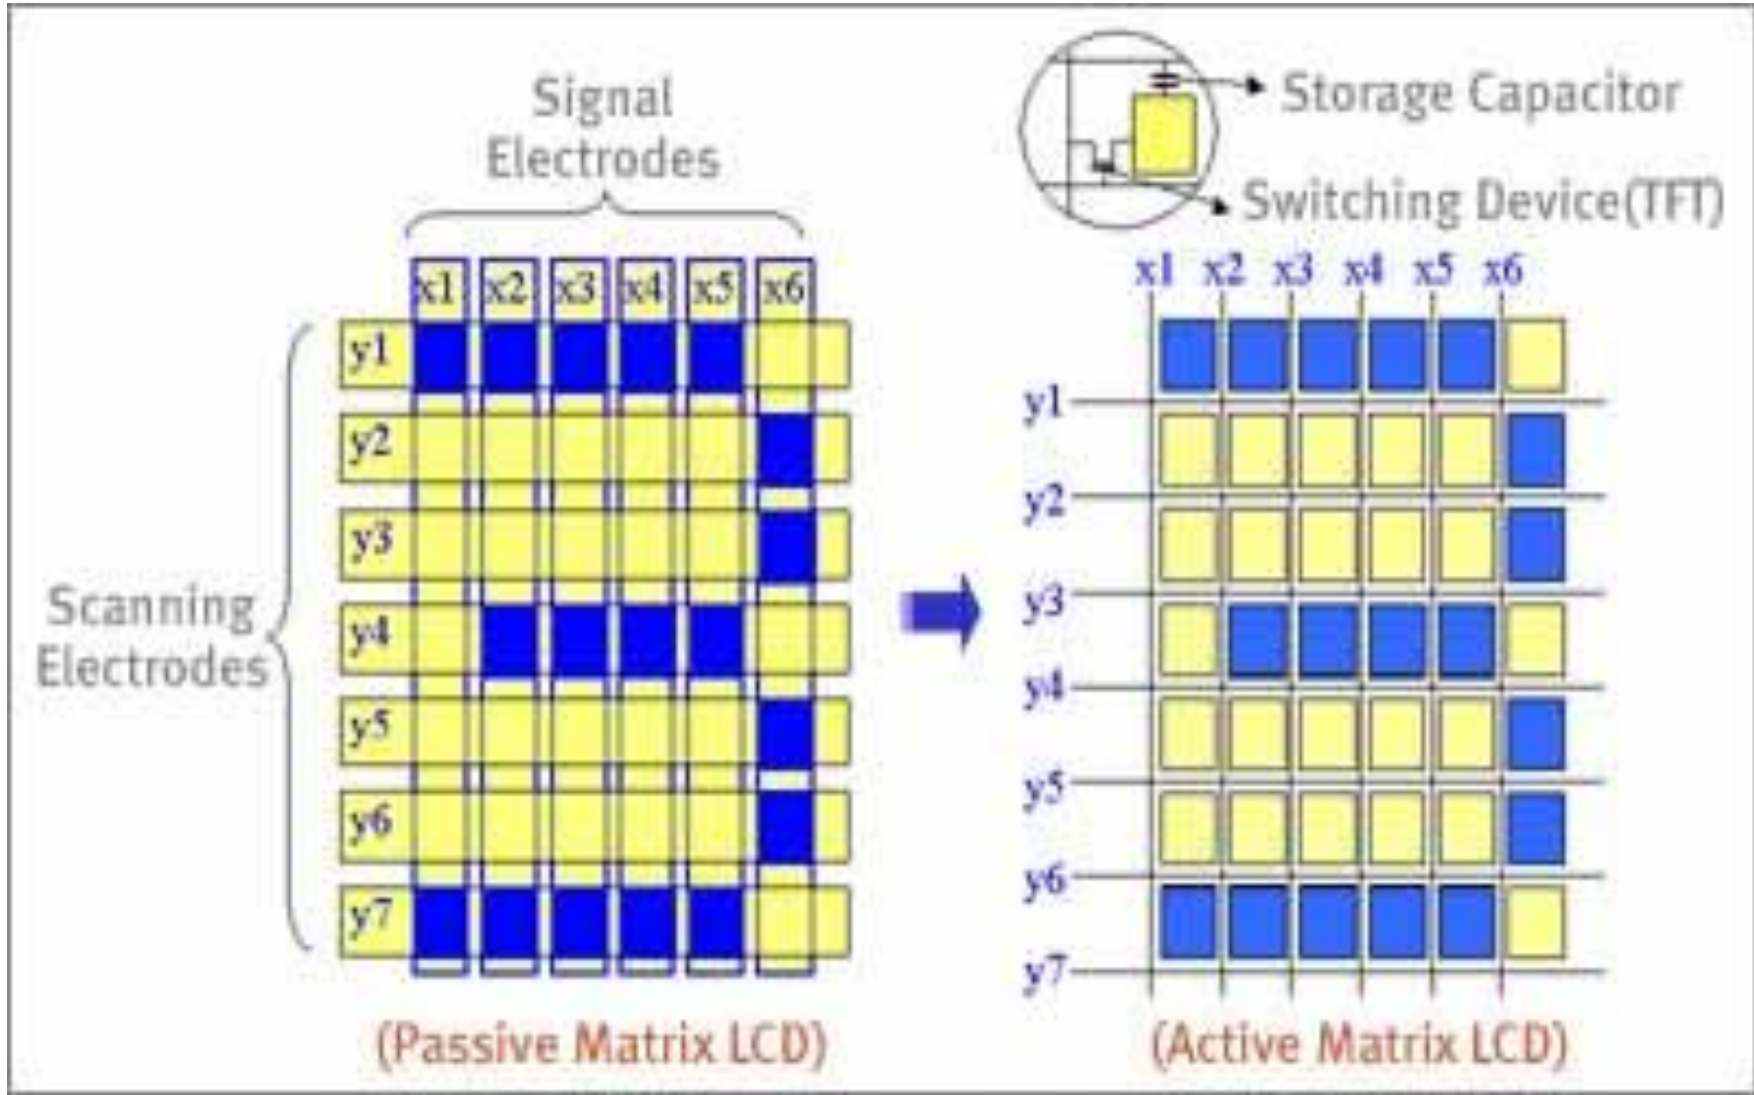 Signal
Electrodes
Storage Capacitor
Switching Device(TFT)
x1 x2 x3 x4 x5 x6
y1
y2
y3
y4
y5
y6
y7
Scanning
Electrodes
x1 x2 x3 x4 x5 x6
y1
y2
y3
y4
y5
y6
y7
(Passive Matrix LCD)
(Active Matrix LCD)